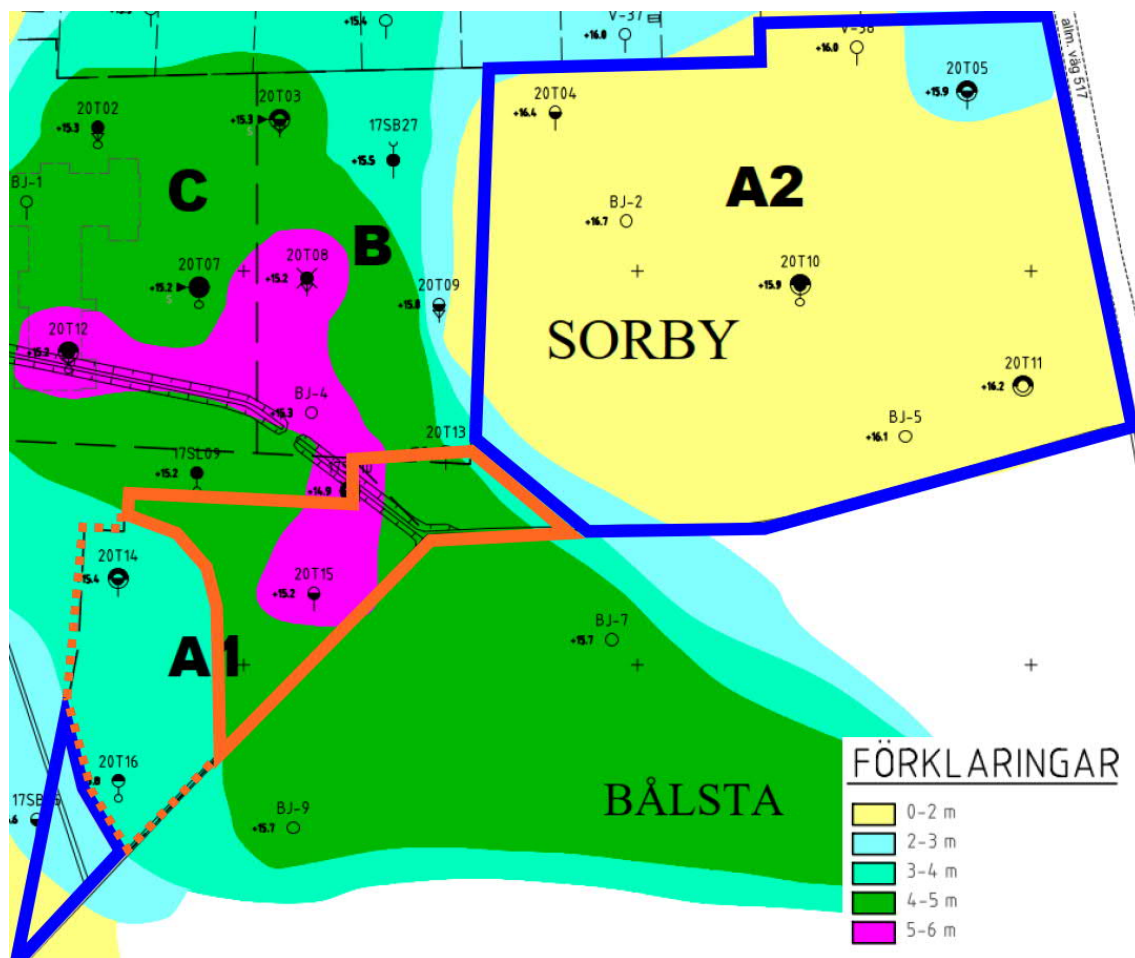 +15.4
V-37
+16.0
V-38
+16.0
allm. väg 517
20T05
+15.9
20T02
+15.3
20T03
+15.3
S
17SB27
+15.5
20T04
+16.4
A2
BJ-1
C
B
BJ-2
+16.7
20T07
+15.2
S
20T08
+15.2
20T09
+15.8
20T10
+15.9
SORBY
20T12
20T11
+16.2
BJ-4
+15.3
BJ-5
+16.1
20T13
17SL09
+15.2
+14.9
20T14
15.4
20T15
+15.2
A1
BJ-7
+15.7
20T16
BJ-9
+15.7
BÅLSTA
FÖRKLARINGAR
0-2 m
2-3 m
3-4 m
4-5 m
5-6 m